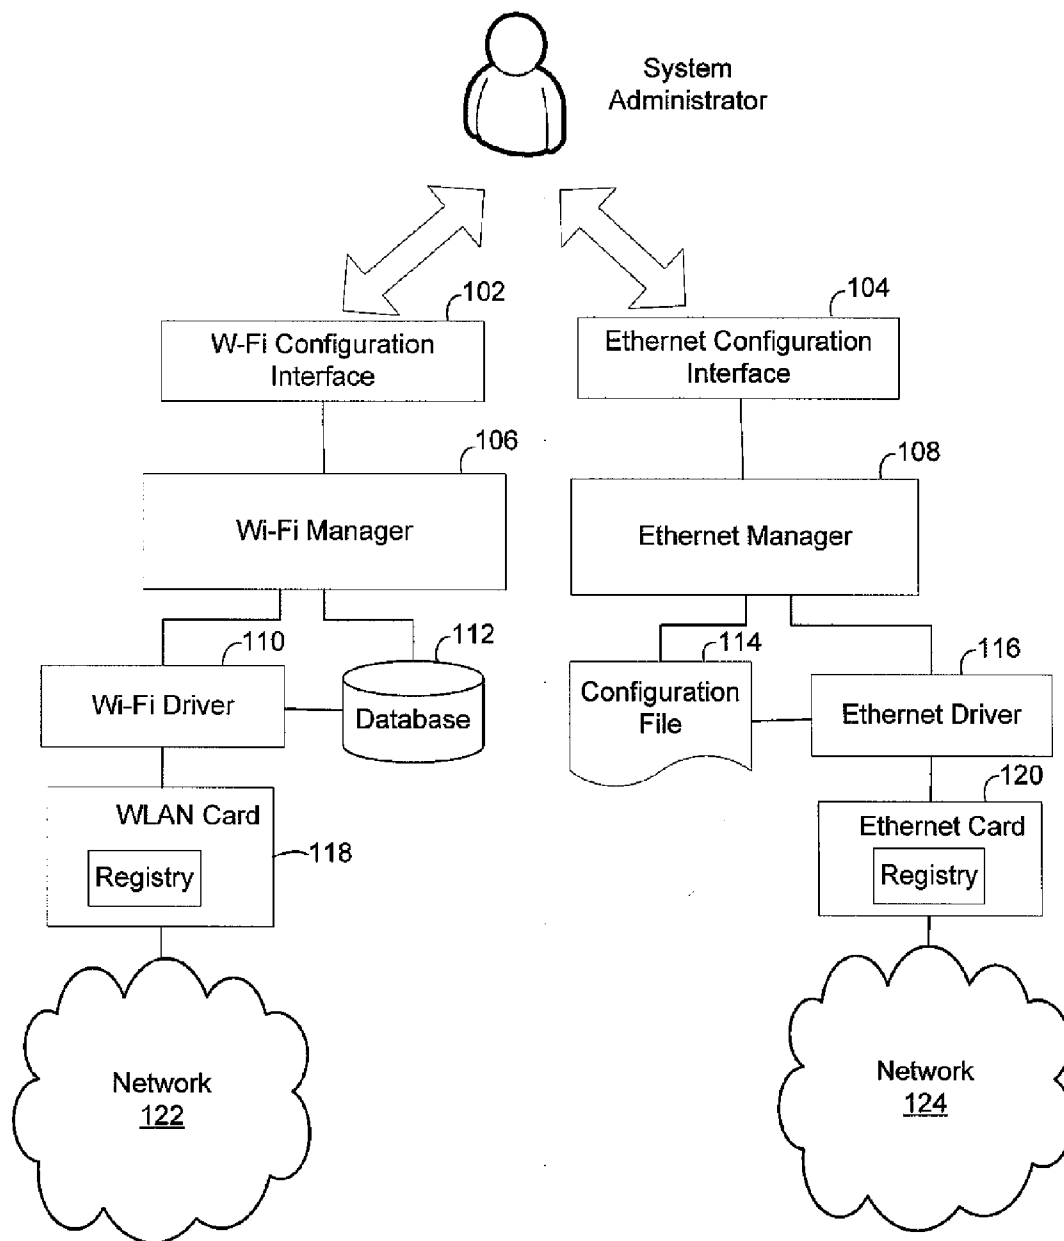 System
Administrator
102
W-Fi Configuration
Interface
104
Ethernet Configuration
Interface
106
Wi-Fi Manager
108
Ethernet Manager
110
Wi-Fi Driver
112
Database
114
Configuration
File
116
Ethernet Driver
WLAN Card
118
Registry
120
Ethernet Card
Registry
Network
122
Network
124